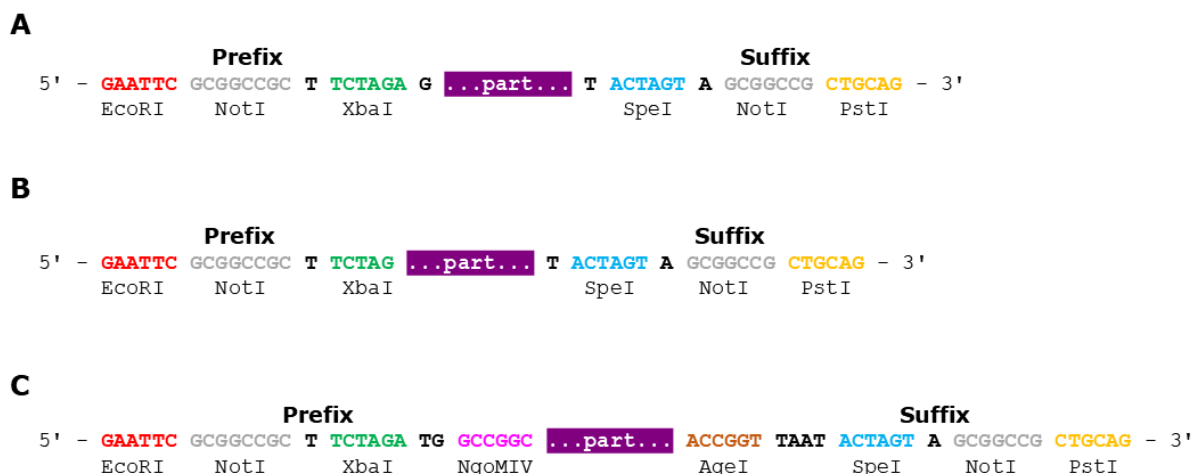 A
Prefix Suffix
5' - GAATTC GCGGCCGC T TCTAGA G ...part... T ACTAGT A GCGGCCG CTGCAG - 3'
EcoRI NotI XbaI SpeI NotI PstI
B
Prefix Suffix
5' - GAATTC GCGGCCGC T TCTAG ...part... T ACTAGT A GCGGCCG CTGCAG - 3'
EcoRI NotI XbaI SpeI NotI PstI
C
Prefix Suffix
5' - GAATTC GCGGCCGC T TCTAGA TG GCCGGC ...part... ACCGGT TAAT ACTAGT A GCGGCCG CTGCAG - 3'
EcoRI NotI XbaI NgoMIV AgeI SpeI NotI PstI